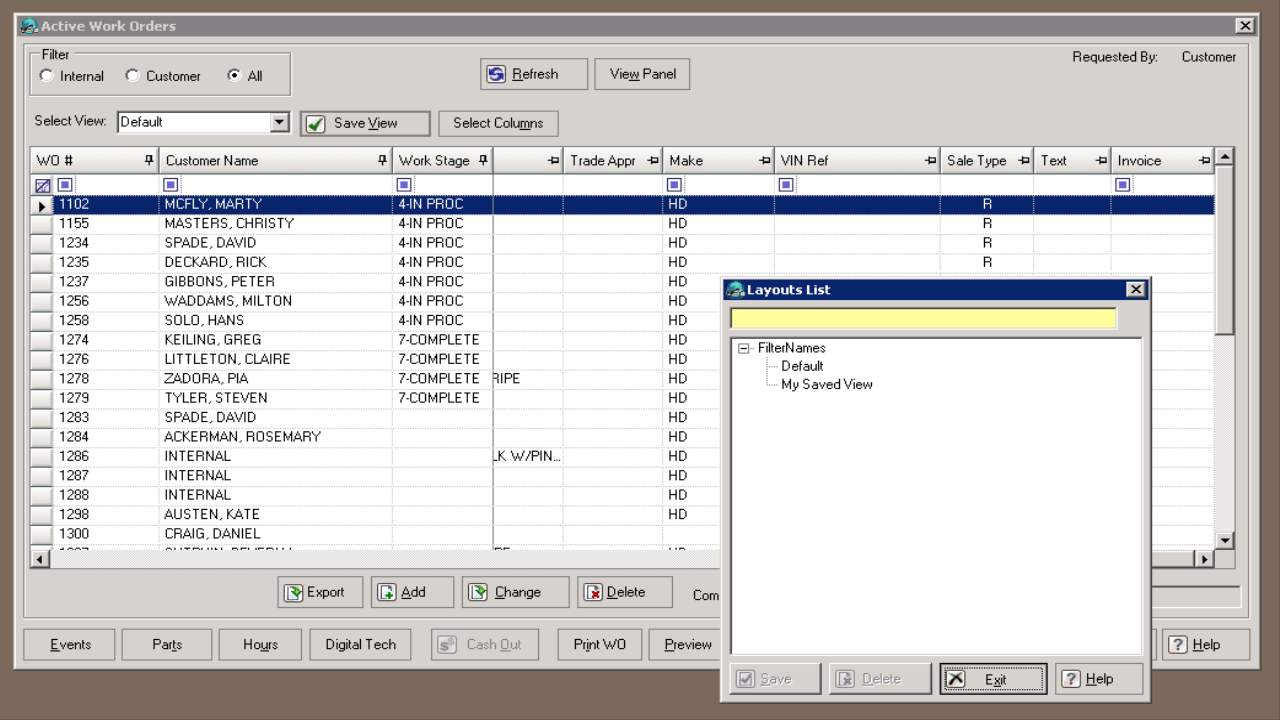 Active Work Orders
Filter
Internal Customer All
Refresh View Panel
Requested By: Customer
Select View: Default Save View Select Columns
WO # Customer Name Work Stage Trade Appr Make VIN Ref Sale Type Text Invoice
1102 MCFLY, MARTY 4-IN PROC HD R
1155 MASTERS, CHRISTY 4-IN PROC HD R
1234 SPADE, DAVID 4-IN PROC HD R
1235 DECKARD, RICK 4-IN PROC HD R
1237 GIBBONS, PETER 4-IN PROC HD
1256 WADDAMS, MILTON 4-IN PROC HD
1258 SOLO, HANS 4-IN PROC HD
1274 KEILING, GREG 7-COMPLETE HD
1276 LITTLETON, CLAIRE 7-COMPLETE HD
1278 ZADORA, PIA 7-COMPLETE RIPE HD
1279 TYLER, STEVEN 7-COMPLETE HD
1283 SPADE, DAVID HD
1284 ACKERMAN, ROSEMARY HD
1286 INTERNAL LK W/PIN... HD
1287 INTERNAL HD
1288 INTERNAL HD
1298 AUSTEN, KATE HD
1300 CRAIG, DANIEL
Export Add Change Delete Com
Events Parts Hours Digital Tech Cash Out Print WO Preview Help
Layouts List
FilterNames
Default
My Saved View
Save Delete Exit Help